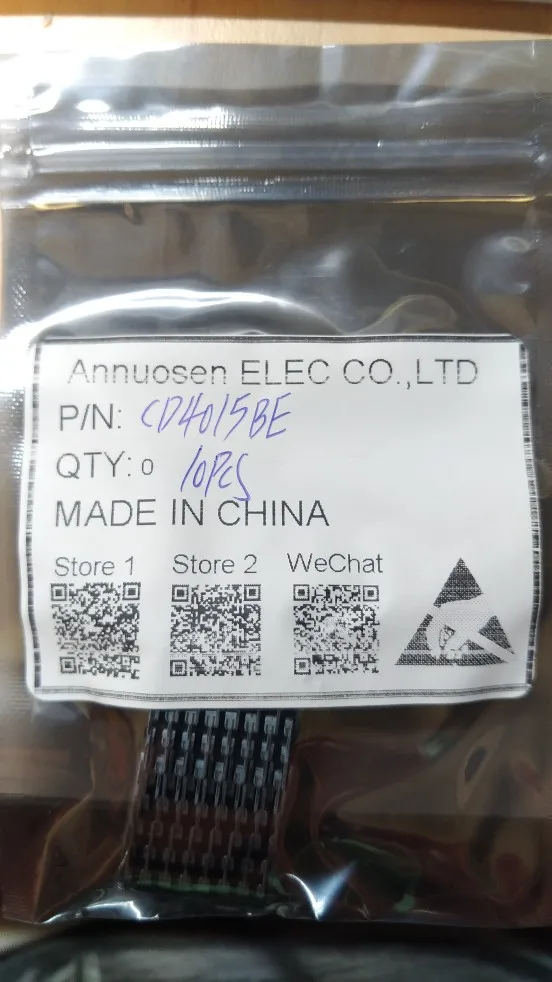 Annuosen ELEC CO.,LTD
P/N: CD4015BE
QTY: 0 10PCS
MADE IN CHINA
Store 1 Store 2 WeChat